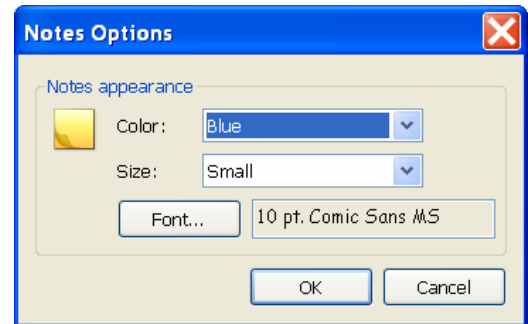 Notes Options
Notes appearance
Color: Blue
Size: Small
Font... 10 pt. Comic Sans MS
OK Cancel